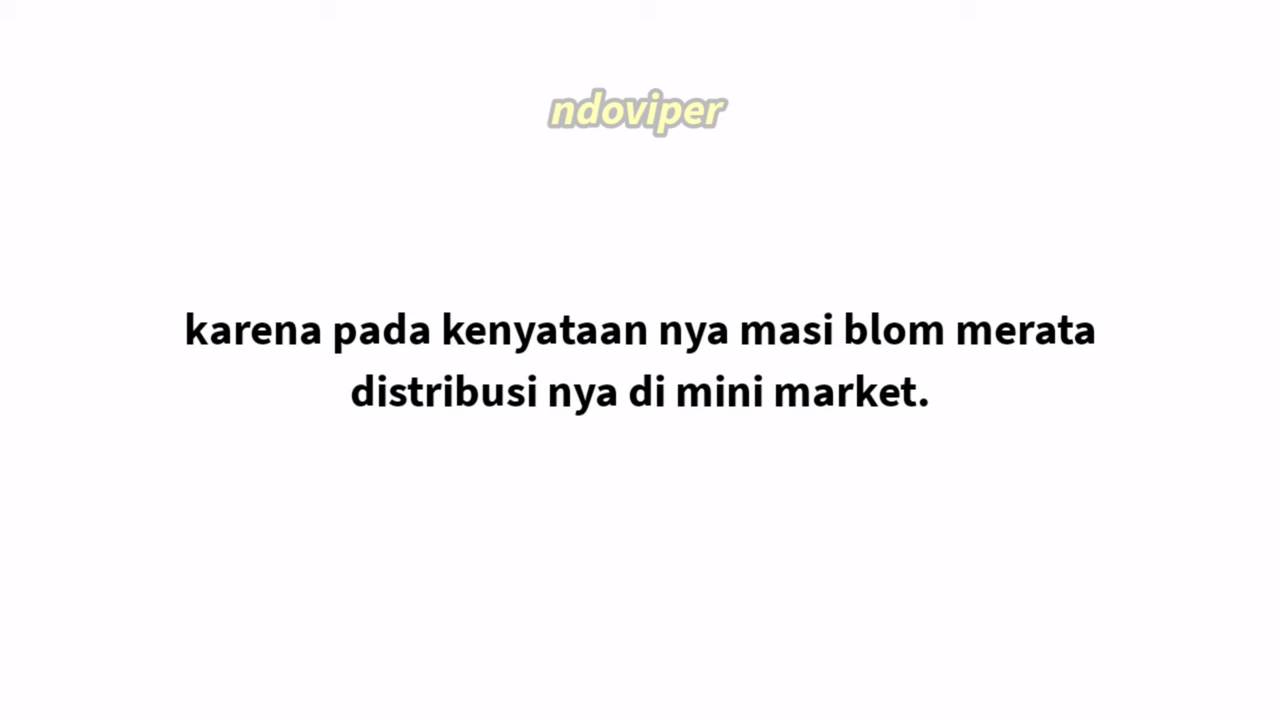 ndoviper
karena pada kenyataan nya masi blom merata
distribusi nya di mini market.